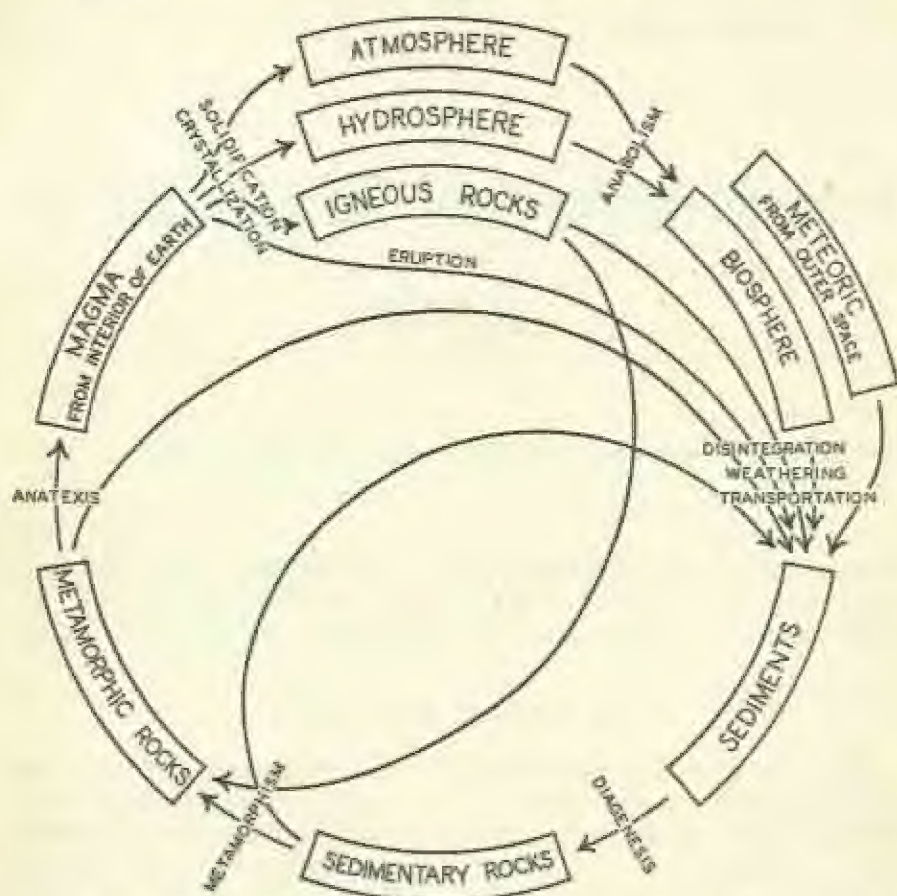 ATMOSPHERE
HYDROSPHERE
IGNEOUS ROCKS
SOLIDIFICATION
CRYSTALLIZATION
ANABOLISM
METEORIC
FROM OUTER SPACE
BIOSPHERE
MAGMA
FROM INTERIOR OF EARTH
ERUPTION
DISINTEGRATION
WEATHERING
TRANSPORTATION
ANATEXIS
METAMORPHIC ROCKS
SEDIMENTS
METAMORPHISM
DIAGENESIS
SEDIMENTARY ROCKS